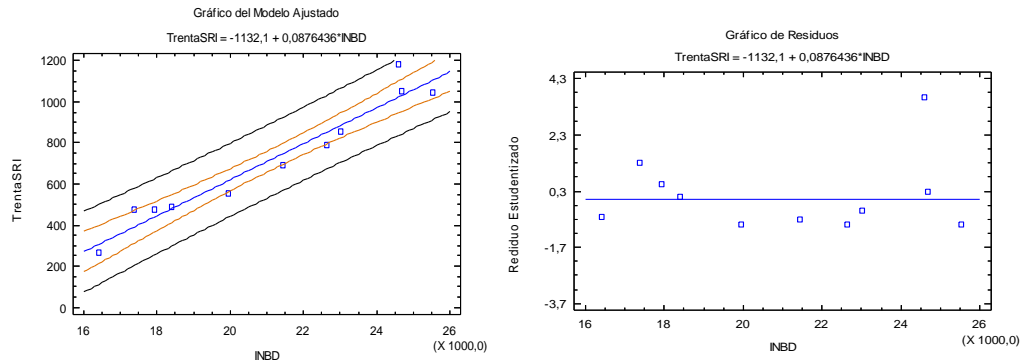 Gráfico del Modelo Ajustado
TrentaSRI = -1132,1 + 0,0876436*INBD
TrentaSRI
1200
1000
800
600
400
200
0
16 18 20 22 24 26
(X 1000,0)
INBD
Gráfico de Residuos
TrentaSRI = -1132,1 + 0,0876436*INBD
Rediduo Estudentizado
4,3
2,3
0,3
-1,7
-3,7
16 18 20 22 24 26
(X 1000,0)
INBD